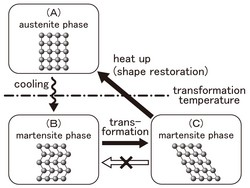 (A)
austenite phase
heat up
(shape restoration)
cooling
transformation
temperature
(B)
martensite phase
trans-
formation
(C)
martensite phase